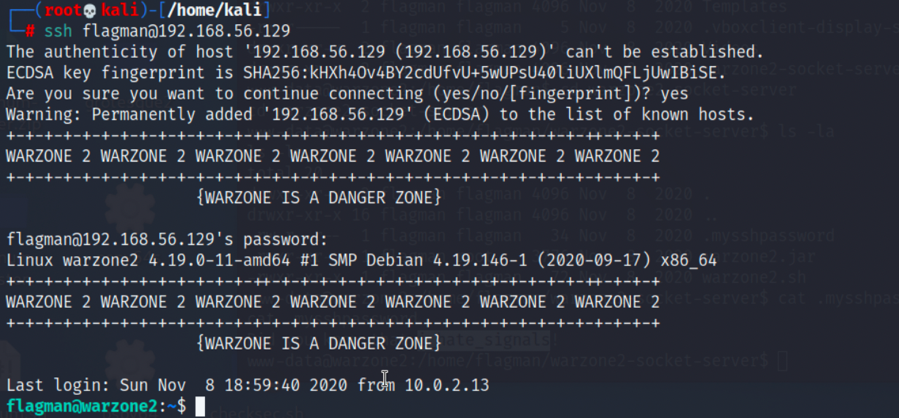 (root💀kali)-[/home/kali]
# ssh flagman@192.168.56.129
The authenticity of host '192.168.56.129 (192.168.56.129)' can't be established.
ECDSA key fingerprint is SHA256:kHXh4Ov4BY2cdUfvU+5wUPsU40liUXlmQFLjUwIBiSE.
Are you sure you want to continue connecting (yes/no/[fingerprint])? yes
Warning: Permanently added '192.168.56.129' (ECDSA) to the list of known hosts.
WARZONE 2 WARZONE 2 WARZONE 2 WARZONE 2 WARZONE 2 WARZONE 2 WARZONE 2
{WARZONE IS A DANGER ZONE}
flagman@192.168.56.129's password:
Linux warzone2 4.19.0-11-amd64 #1 SMP Debian 4.19.146-1 (2020-09-17) x86_64
WARZONE 2 WARZONE 2 WARZONE 2 WARZONE 2 WARZONE 2 WARZONE 2 WARZONE 2
{WARZONE IS A DANGER ZONE}
Last login: Sun Nov  8 18:59:40 2020 from 10.0.2.13
flagman@warzone2:~$